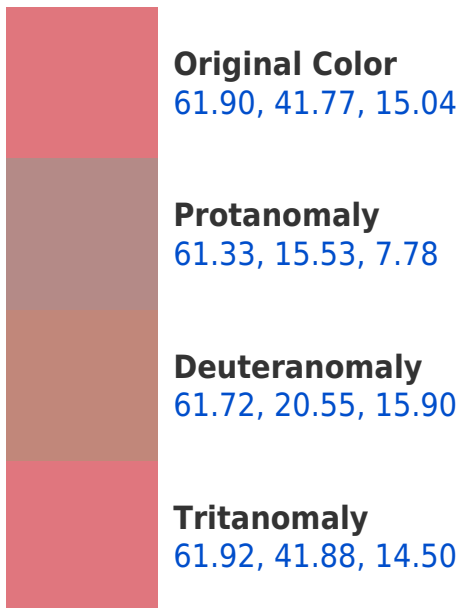 Original Color
61.90, 41.77, 15.04
Protanomaly
61.33, 15.53, 7.78
Deuteranomaly
61.72, 20.55, 15.90
Tritanomaly
61.92, 41.88, 14.50